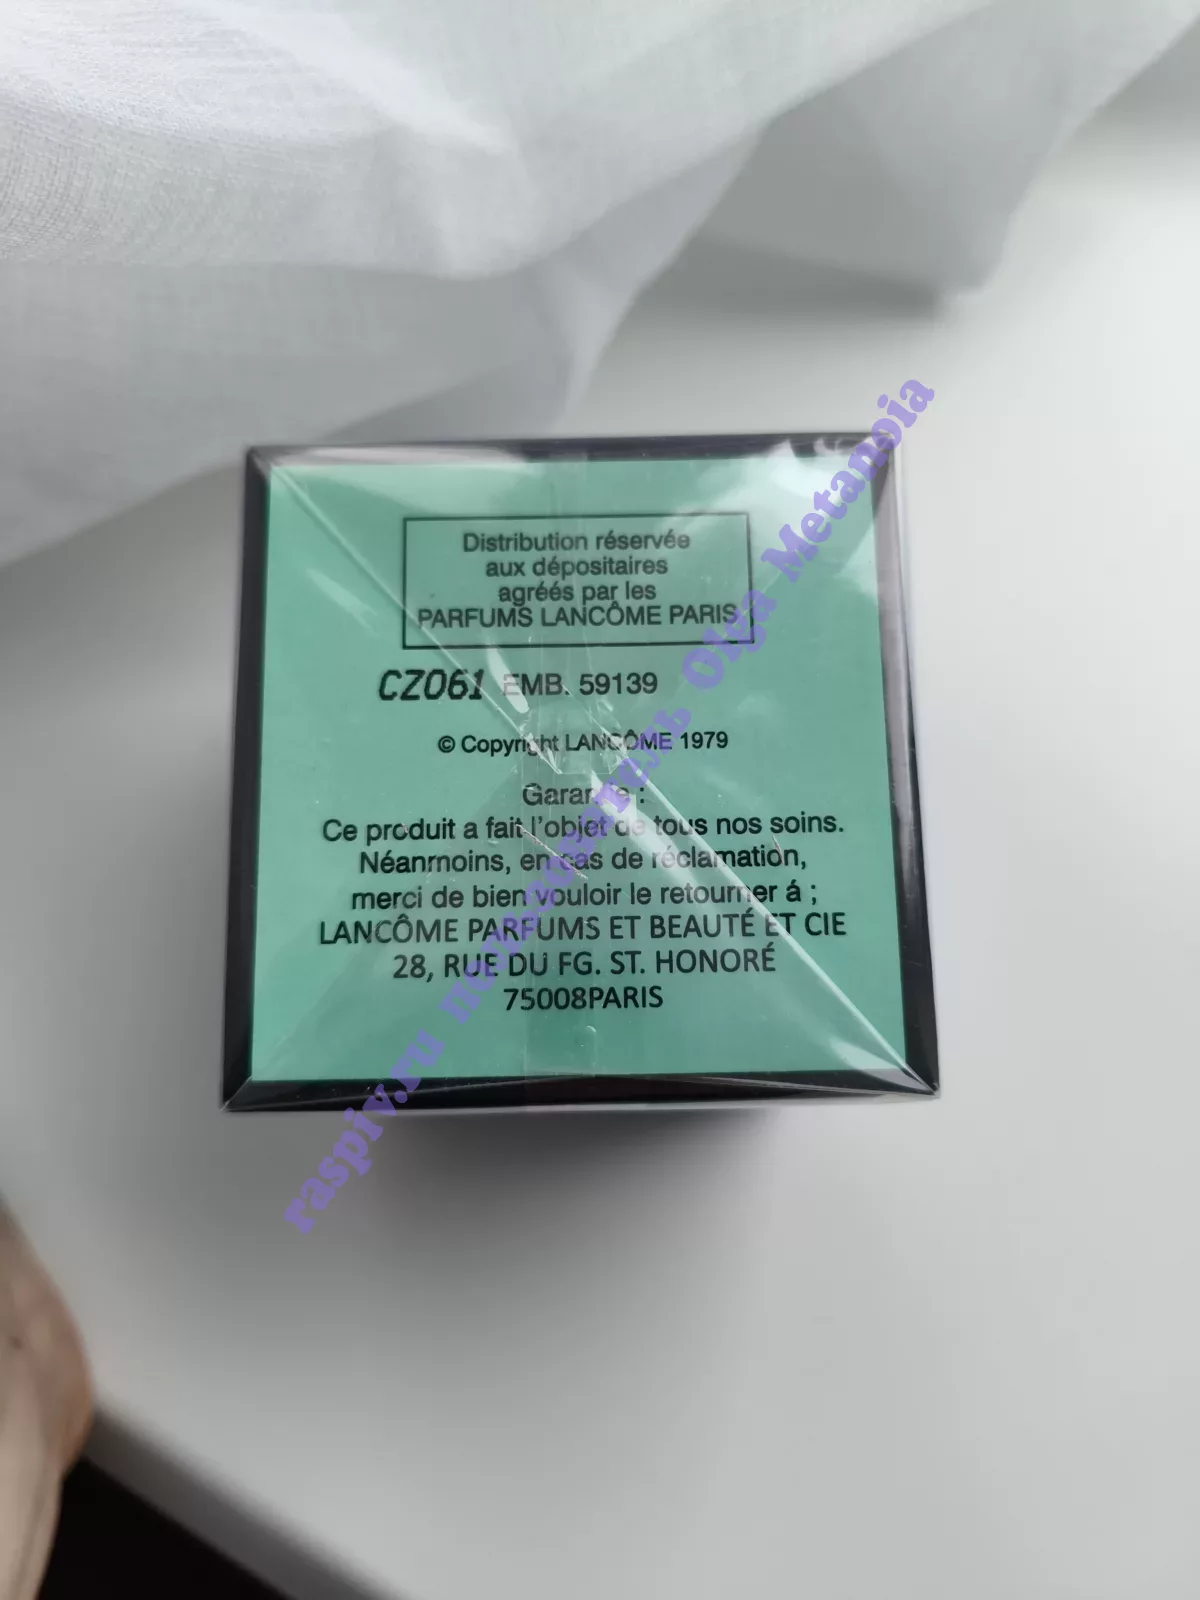 Distribution réservée
aux dépositaires
agréés par les
PARFUMS LANCÔME PARIS
CZ061 EMB. 59139
© Copyright LANCÔME 1979
Garantie :
Ce produit a fait l'objet de tous nos soins.
Néanrmoins, en cas de réclamation,
merci de bien vouloir le retourner á ;
LANCÔME PARFUMS ET BEAUTÉ ET CIE
28, RUE DU FG. ST. HONORÉ
75008PARIS
raspiv.ru пользователь Olga Metanoia